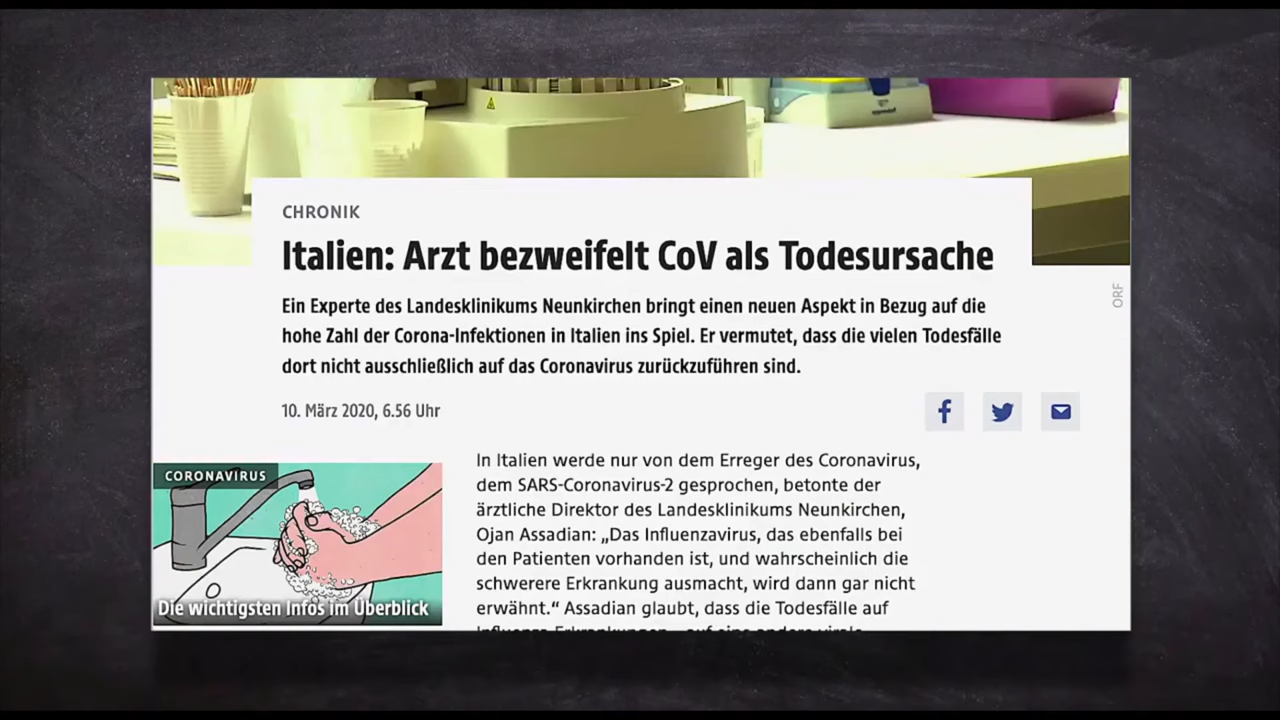 CHRONIK
Italien: Arzt bezweifelt CoV als Todesursache
Ein Experte des Landesklinikums Neunkirchen bringt einen neuen Aspekt in Bezug auf die
hohe Zahl der Corona-Infektionen in Italien ins Spiel. Er vermutet, dass die vielen Todesfälle
dort nicht ausschließlich auf das Coronavirus zurückzuführen sind.
ORF
10. März 2020, 6.56 Uhr
CORONAVIRUS
Die wichtigsten Infos im Überblick
In Italien werde nur von dem Erreger des Coronavirus,
dem SARS-Coronavirus-2 gesprochen, betonte der
ärztliche Direktor des Landesklinikums Neunkirchen,
Ojan Assadian: „Das Influenzavirus, das ebenfalls bei
den Patienten vorhanden ist, und wahrscheinlich die
schwerere Erkrankung ausmacht, wird dann gar nicht
erwähnt.“ Assadian glaubt, dass die Todesfälle auf